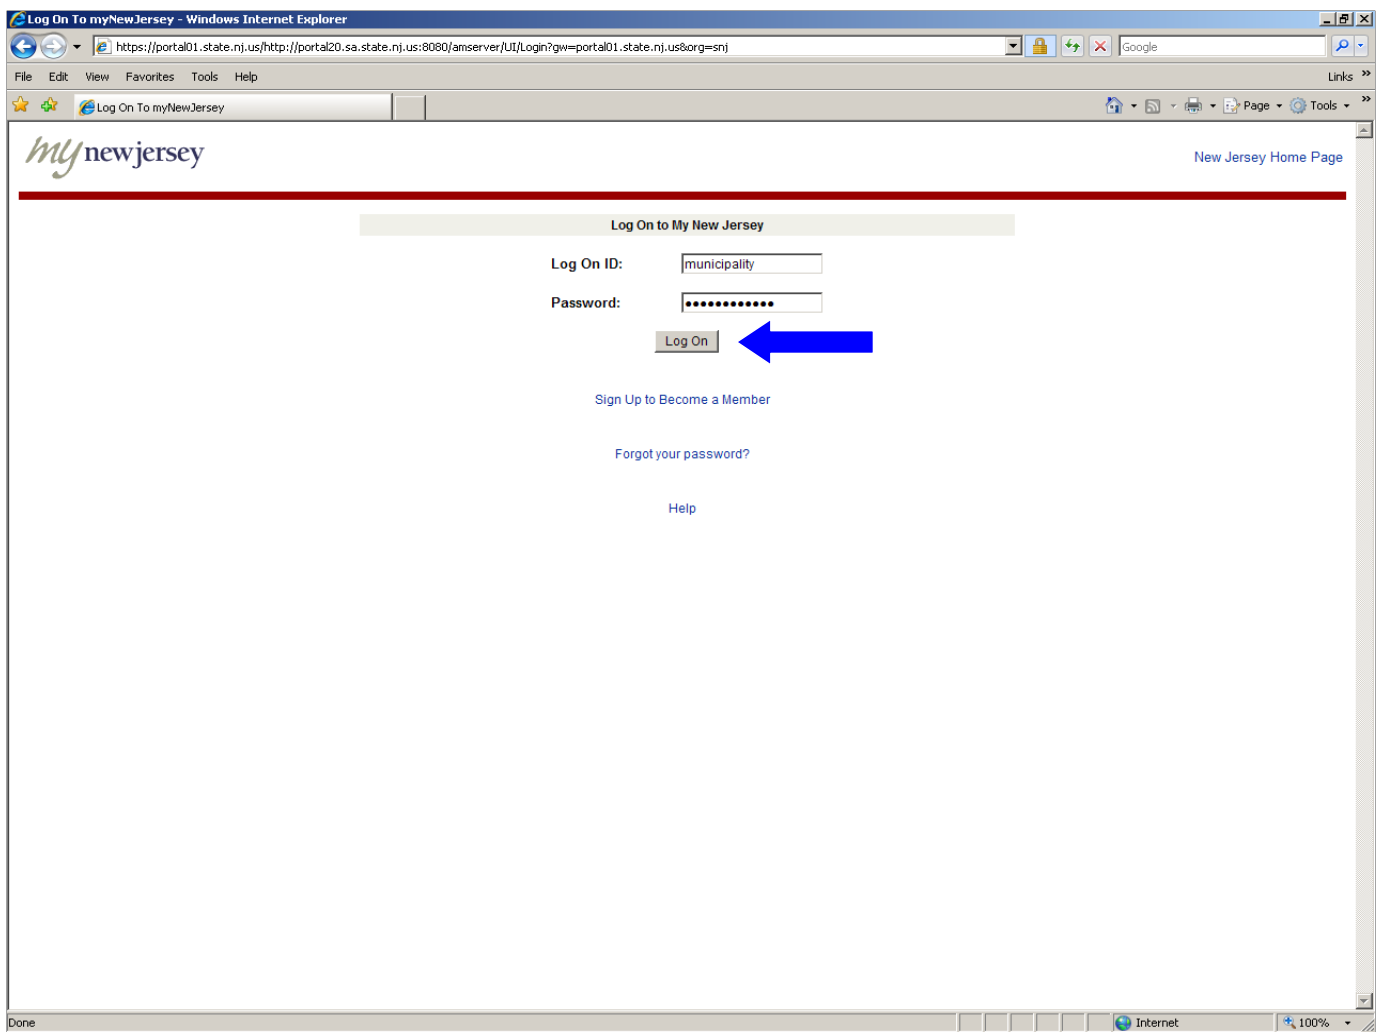 Log On To myNewJersey - Windows Internet Explorer
https://portal01.state.nj.us/http://portal20.sa.state.nj.us:8080/amserver/UI/Login?gw=portal01.state.nj.us&org=snj
Google
File Edit View Favorites Tools Help
Links »
Log On To myNewJersey
Page Tools »
my newjersey
New Jersey Home Page
Log On to My New Jersey
Log On ID: municipality
Password: ●●●●●●●●●●●●
Log On
Sign Up to Become a Member
Forgot your password?
Help
Done
Internet
100%